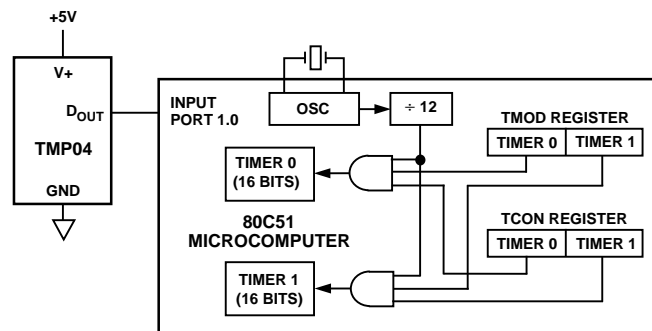 +5V
V+
DOUT
TMP04
GND
INPUT
PORT 1.0
OSC
÷ 12
TMOD REGISTER
TIMER 0 TIMER 1
TIMER 0
(16 BITS)
80C51
MICROCOMPUTER
TCON REGISTER
TIMER 0 TIMER 1
TIMER 1
(16 BITS)